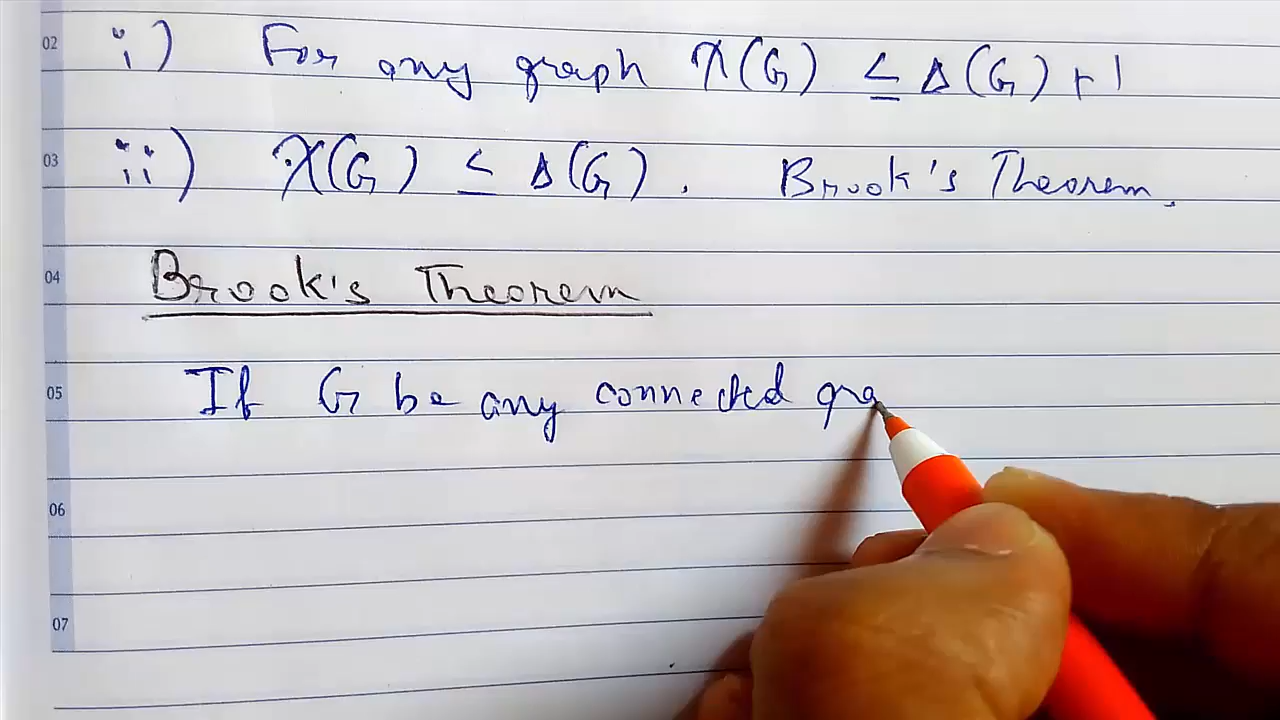 02 i) For any graph χ(G) ≤ Δ(G)+1
03 ii) χ(G) ≤ Δ(G). Brook's Theorem.
04 Brook's Theorem
05 If G be any connected gra
06
07